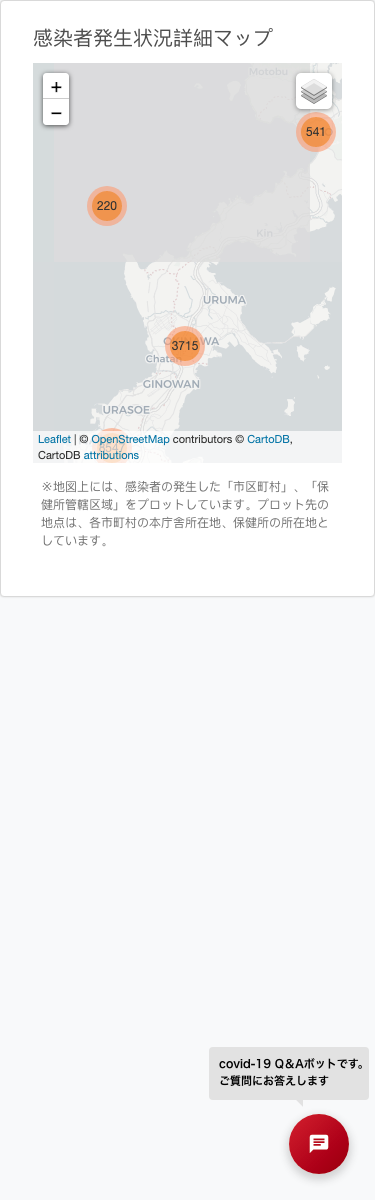 感染者発生状況詳細マップ
Motobu
+
−
541
220
Kin
URUMA
3715
Chatan
GINOWAN
URASOE
Leaflet | © OpenStreetMap contributors © CartoDB,
CartoDB attributions
※地図上には、感染者の発生した「市区町村」、「保
健所管轄区域」をプロットしています。プロット先の
地点は、各市町村の本庁舎所在地、保健所の所在地と
しています。
covid-19 Q&Aボットです。
ご質問にお答えします